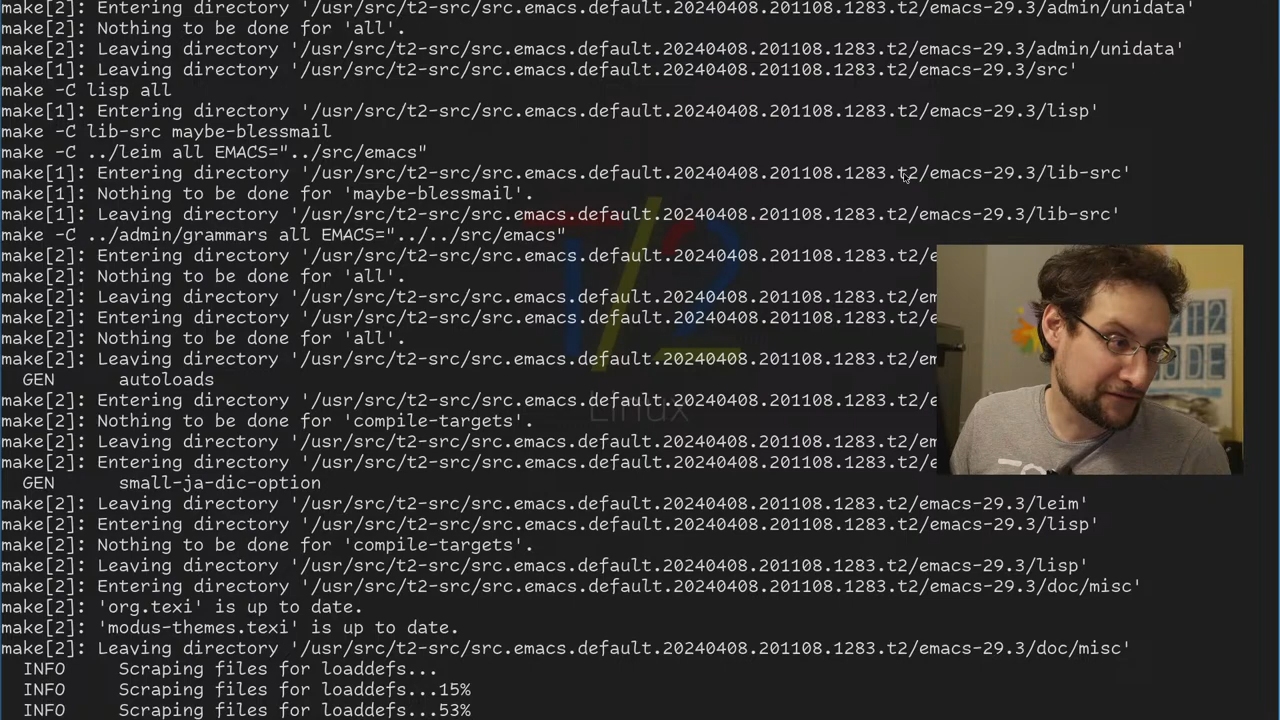 make[2]: Entering directory '/usr/src/t2-src/src.emacs.default.20240408.201108.1283.t2/emacs-29.3/admin/unidata'
make[2]: Nothing to be done for 'all'.
make[2]: Leaving directory '/usr/src/t2-src/src.emacs.default.20240408.201108.1283.t2/emacs-29.3/admin/unidata'
make[1]: Leaving directory '/usr/src/t2-src/src.emacs.default.20240408.201108.1283.t2/emacs-29.3/src'
make -C lisp all
make[1]: Entering directory '/usr/src/t2-src/src.emacs.default.20240408.201108.1283.t2/emacs-29.3/lisp'
make -C lib-src maybe-blessmail
make -C ../leim all EMACS="../src/emacs"
make[1]: Entering directory '/usr/src/t2-src/src.emacs.default.20240408.201108.1283.t2/emacs-29.3/lib-src'
make[1]: Nothing to be done for 'maybe-blessmail'.
make[1]: Leaving directory '/usr/src/t2-src/src.emacs.default.20240408.201108.1283.t2/emacs-29.3/lib-src'
make -C ../admin/grammars all EMACS="../../src/emacs"
make[2]: Entering directory '/usr/src/t2-src/src.emacs.default.20240408.201108.1283.t2/e
make[2]: Nothing to be done for 'all'.
make[2]: Leaving directory '/usr/src/t2-src/src.emacs.default.20240408.201108.1283.t2/em
make[2]: Entering directory '/usr/src/t2-src/src.emacs.default.20240408.201108.1283.t2/e
make[2]: Nothing to be done for 'all'.
make[2]: Leaving directory '/usr/src/t2-src/src.emacs.default.20240408.201108.1283.t2/em
GEN autoloads
make[2]: Entering directory '/usr/src/t2-src/src.emacs.default.20240408.201108.1283.t2/e
make[2]: Nothing to be done for 'compile-targets'.
make[2]: Leaving directory '/usr/src/t2-src/src.emacs.default.20240408.201108.1283.t2/em
make[2]: Entering directory '/usr/src/t2-src/src.emacs.default.20240408.201108.1283.t2/e
GEN small-ja-dic-option
make[2]: Leaving directory '/usr/src/t2-src/src.emacs.default.20240408.201108.1283.t2/emacs-29.3/leim'
make[2]: Entering directory '/usr/src/t2-src/src.emacs.default.20240408.201108.1283.t2/emacs-29.3/lisp'
make[2]: Nothing to be done for 'compile-targets'.
make[2]: Leaving directory '/usr/src/t2-src/src.emacs.default.20240408.201108.1283.t2/emacs-29.3/lisp'
make[2]: Entering directory '/usr/src/t2-src/src.emacs.default.20240408.201108.1283.t2/emacs-29.3/doc/misc'
make[2]: 'org.texi' is up to date.
make[2]: 'modus-themes.texi' is up to date.
make[2]: Leaving directory '/usr/src/t2-src/src.emacs.default.20240408.201108.1283.t2/emacs-29.3/doc/misc'
INFO Scraping files for loaddefs...
INFO Scraping files for loaddefs...15%
INFO Scraping files for loaddefs...53%
T/2
Linux